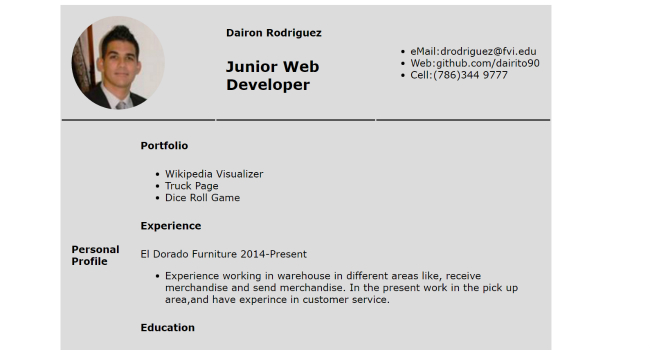 Dairon Rodriguez
Junior Web
Developer
eMail:drodriguez@fvi.edu
Web:github.com/dairito90
Cell:(786)344 9777
Personal
Profile
Portfolio
Wikipedia Visualizer
Truck Page
Dice Roll Game
Experience
El Dorado Furniture 2014-Present
Experience working in warehouse in different areas like, receive
merchandise and send merchandise. In the present work in the pick up
area,and have experince in customer service.
Education